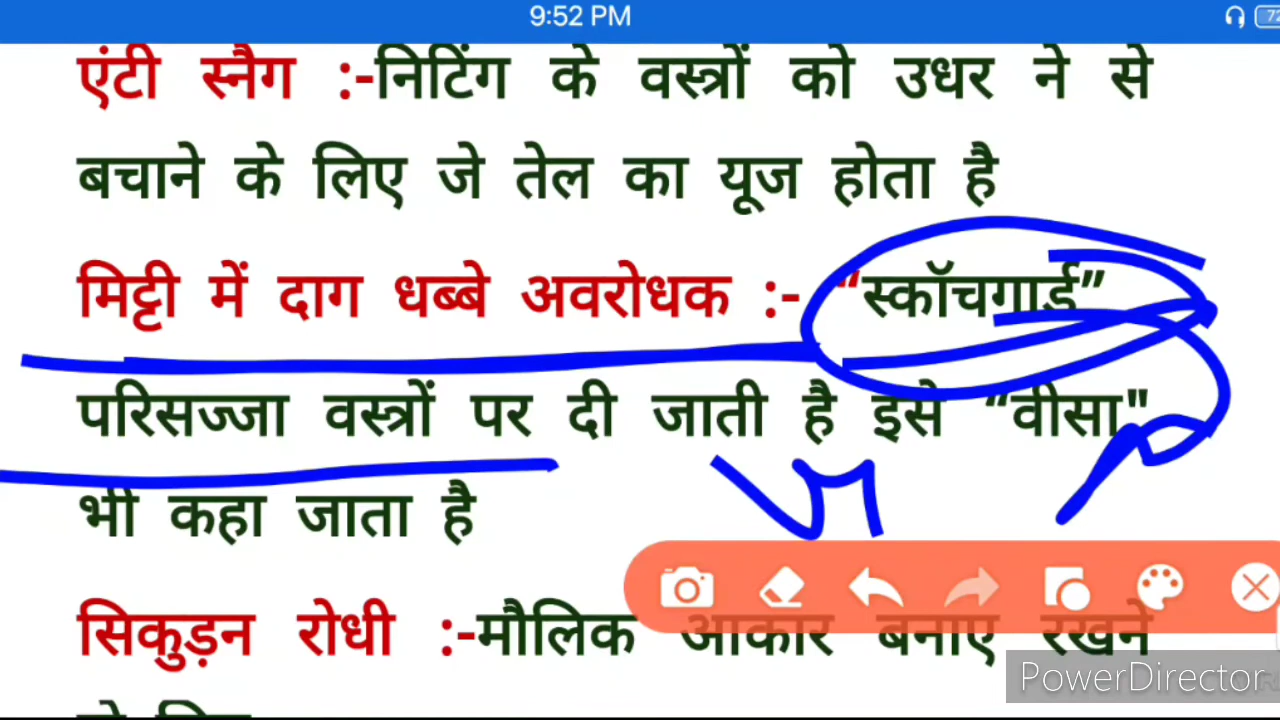 9:52 PM
72
एंटी स्नैग :-निटिंग के वस्त्रों को उधर ने से
बचाने के लिए जे तेल का यूज होता है
मिट्टी में दाग धब्बे अवरोधक :- “स्कॉचगार्ड”
परिसज्जा वस्त्रों पर दी जाती है इसे “वीसा"
भी कहा जाता है
सिकुड़न रोधी :-मौलिक आकार बनाए रखने
PowerDirector